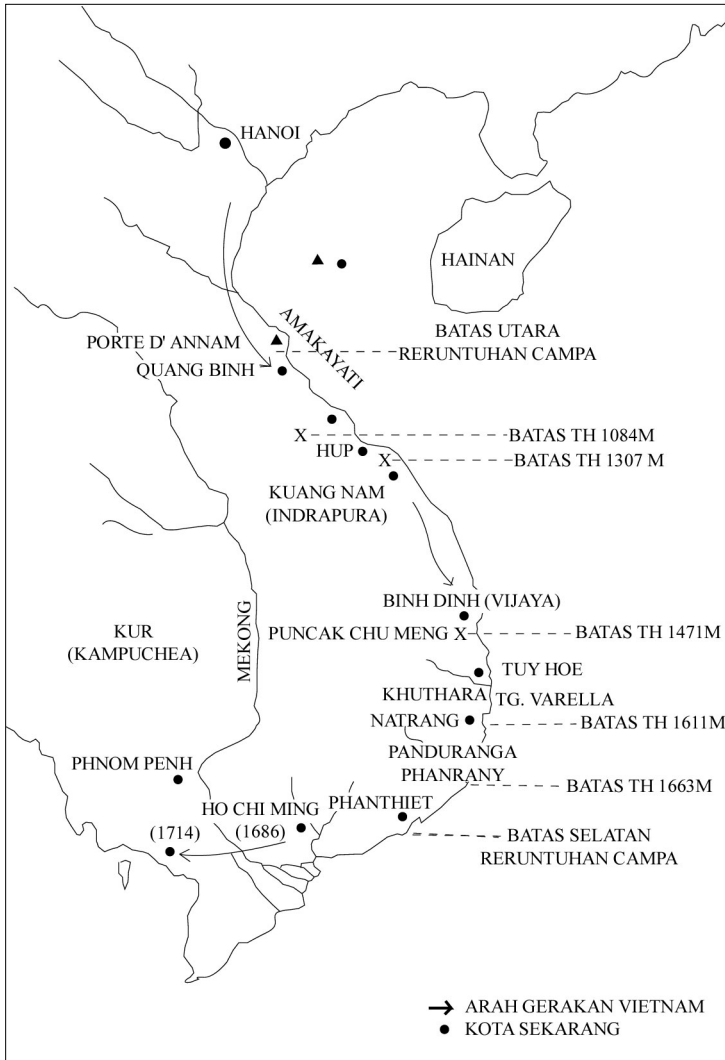 HANOI
HAINAN
AMAKAYATI
BATAS UTARA
RERUNTUHAN CAMPA
PORTE D' ANNAM
QUANG BINH
X
BATAS TH 1084M
HUP
X
BATAS TH 1307 M
KUANG NAM
(INDRAPURA)
BINH DINH (VIJAYA)
PUNCAK CHU MENG X
BATAS TH 1471M
KUR
(KAMPUCHEA)
MEKONG
TUY HOE
KHUTHARA
TG. VARELLA
NATRANG
BATAS TH 1611M
PANDURANGA
PHANRANY
BATAS TH 1663M
PHNOM PENH
HO CHI MING
(1686)
PHANTHIET
(1714)
BATAS SELATAN
RERUNTUHAN CAMPA
ARAH GERAKAN VIETNAM
KOTA SEKARANG